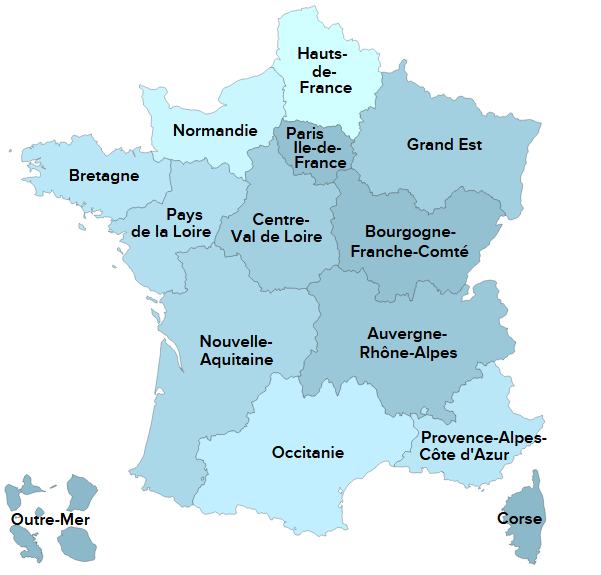 Hauts-
de-
France
Normandie
Paris
Ile-de-
France
Grand Est
Bretagne
Pays
de la Loire
Centre-
Val de Loire
Bourgogne-
Franche-Comté
Nouvelle-
Aquitaine
Auvergne-
Rhône-Alpes
Occitanie
Provence-Alpes-
Côte d'Azur
Outre-Mer
Corse